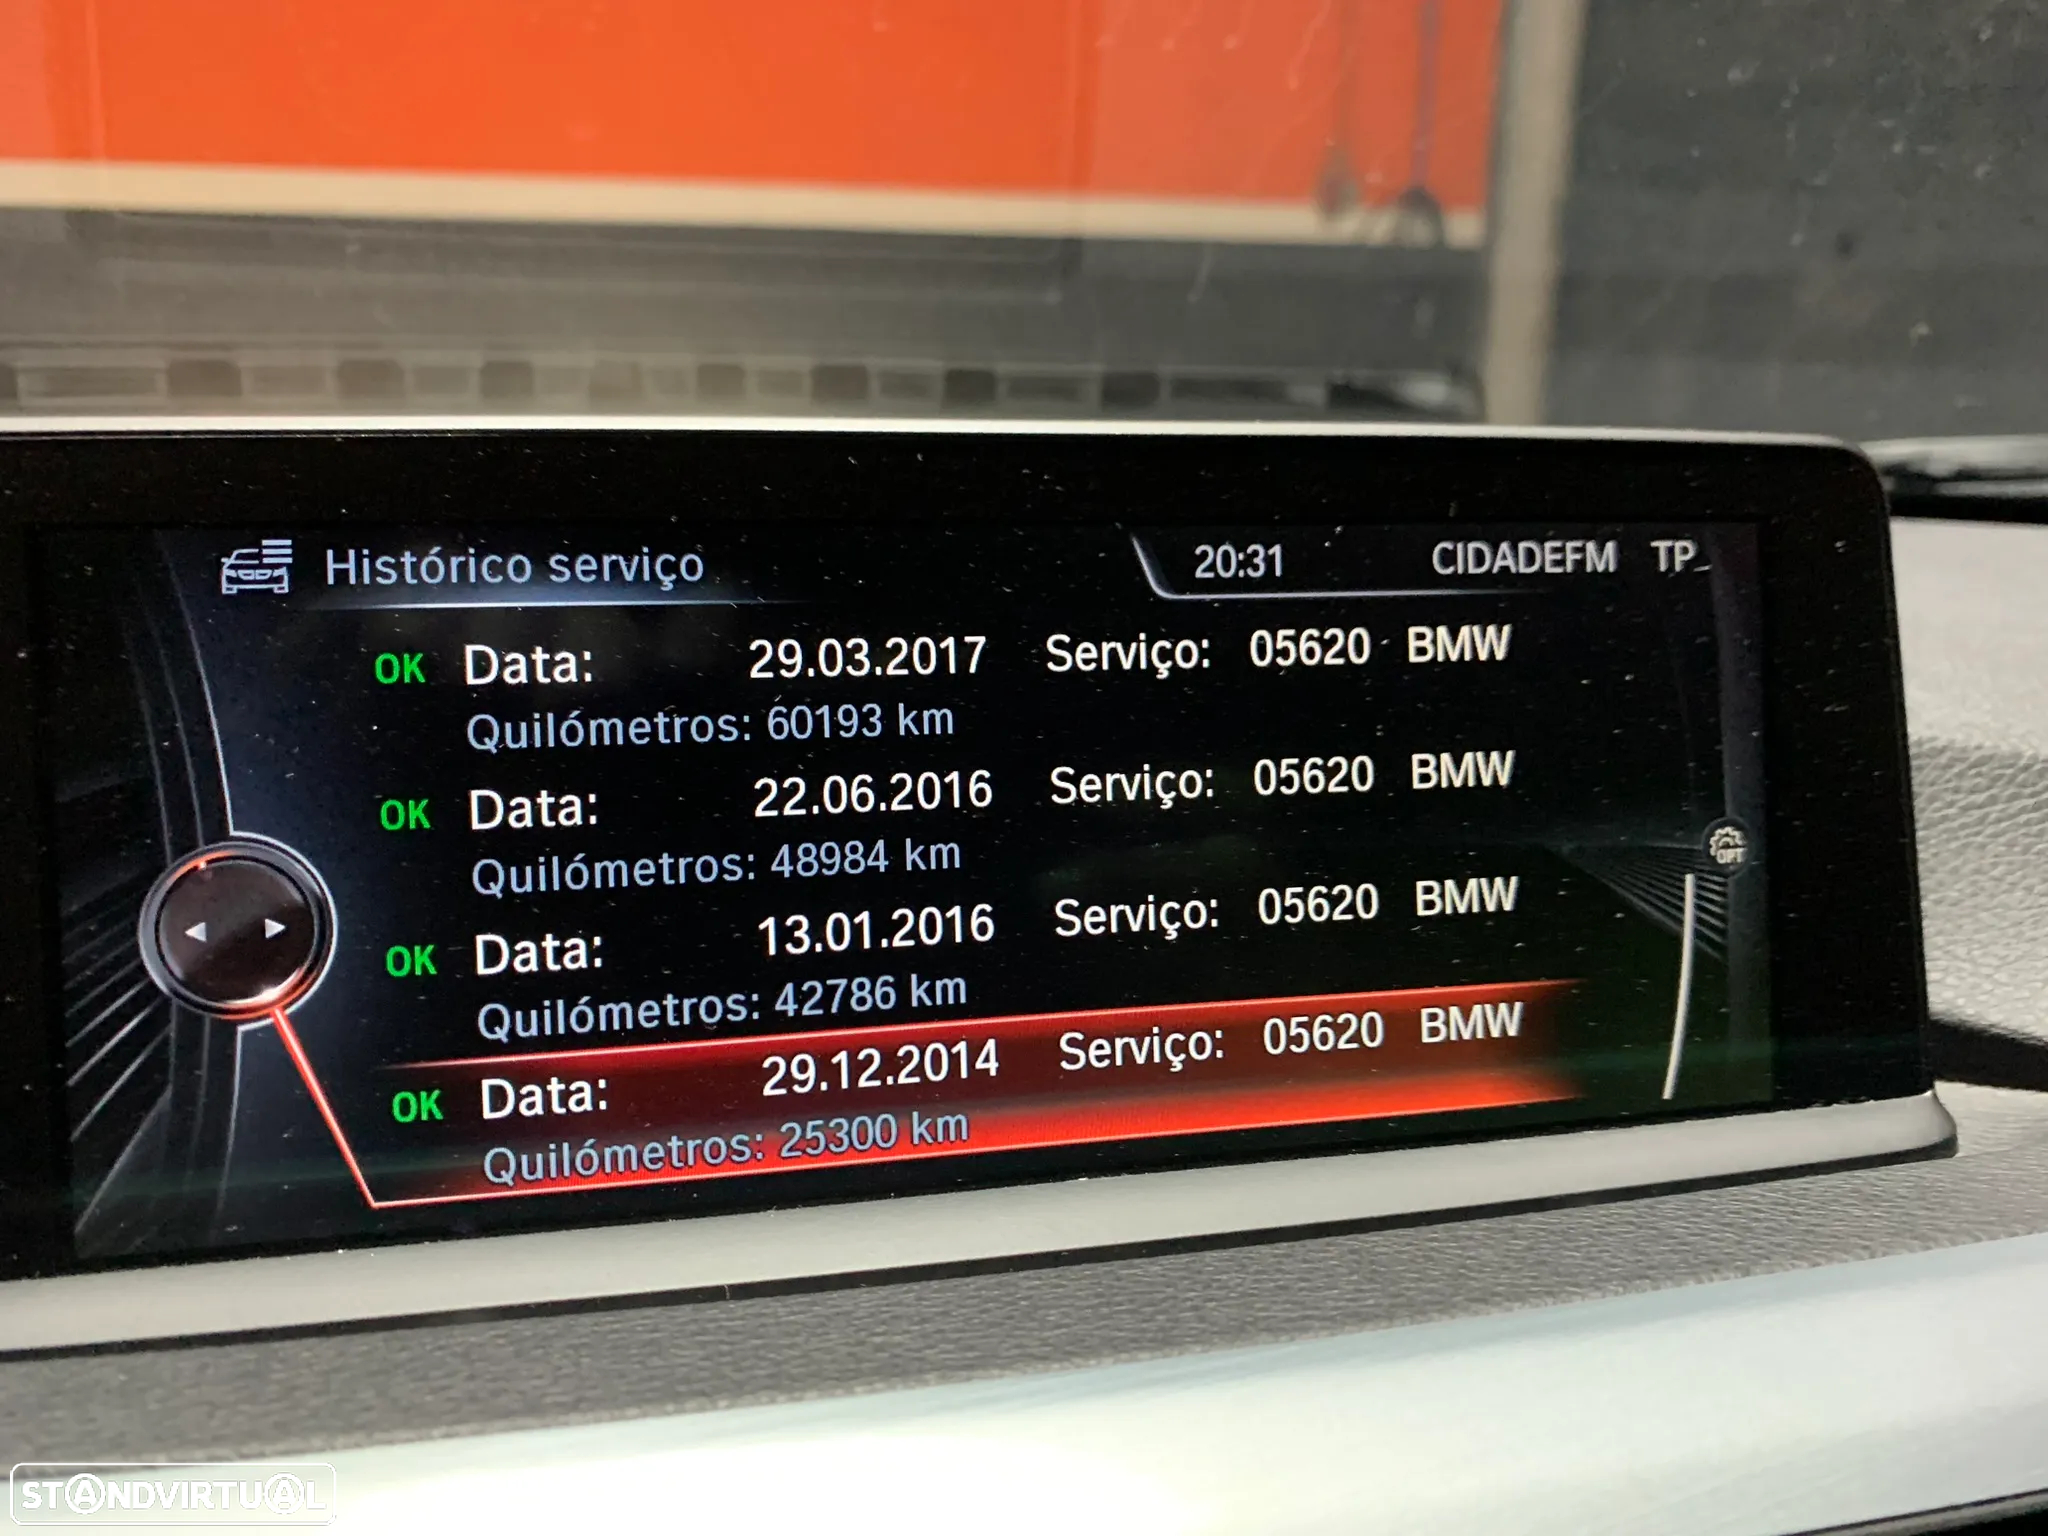 Histórico serviço 20:31 CIDADEFM TP
OK Data: 29.03.2017 Serviço: 05620 BMW
Quilómetros: 60193 km
OK Data: 22.06.2016 Serviço: 05620 BMW
Quilómetros: 48984 km
OPT
OK Data: 13.01.2016 Serviço: 05620 BMW
Quilómetros: 42786 km
OK Data: 29.12.2014 Serviço: 05620 BMW
Quilómetros: 25300 km
STANDVIRTUAL